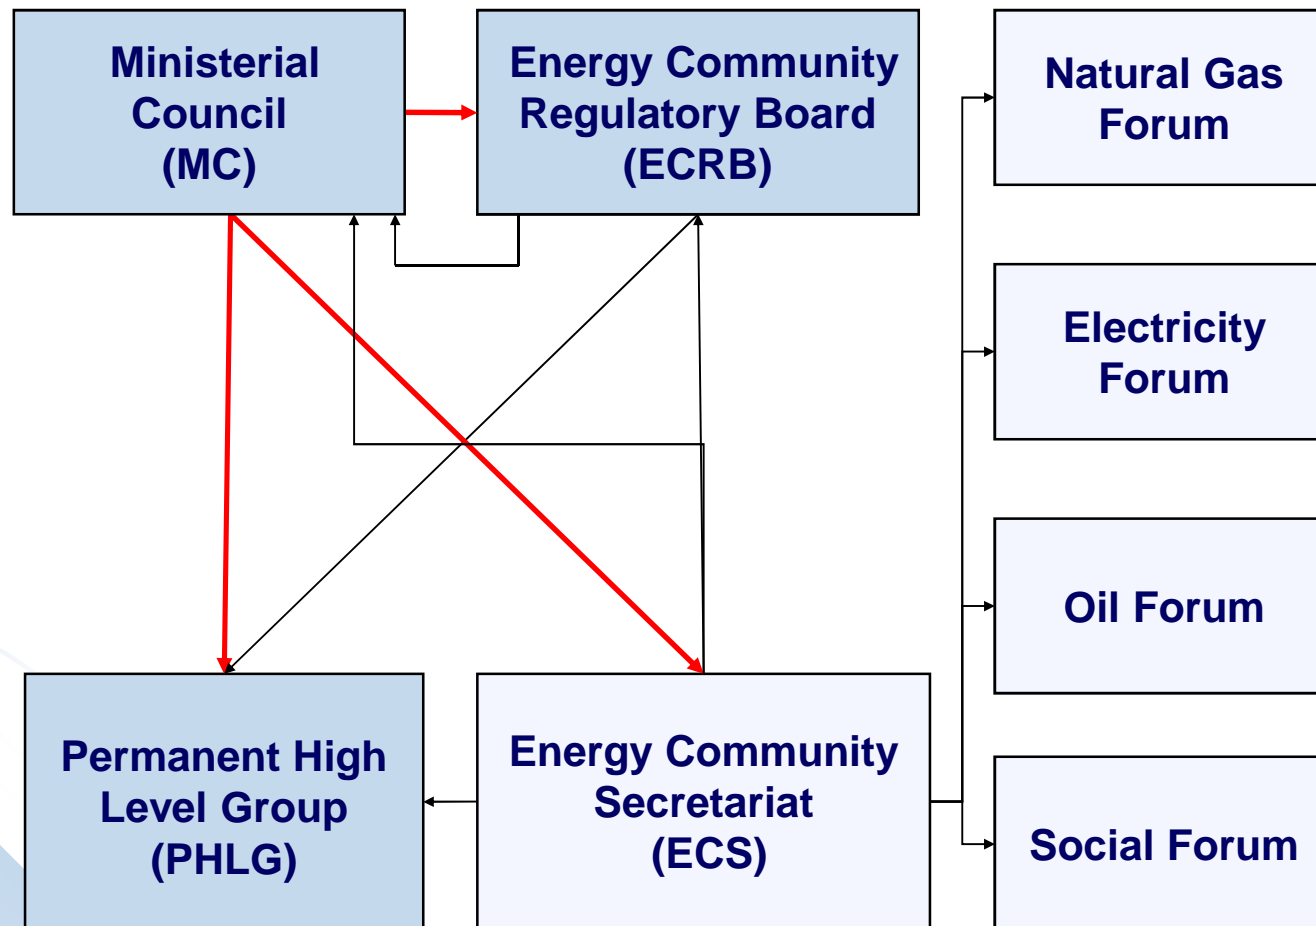 Ministerial
Council
(MC)
Energy Community
Regulatory Board
(ECRB)
Natural Gas
Forum
Electricity
Forum
Oil Forum
Permanent High
Level Group
(PHLG)
Energy Community
Secretariat
(ECS)
Social Forum